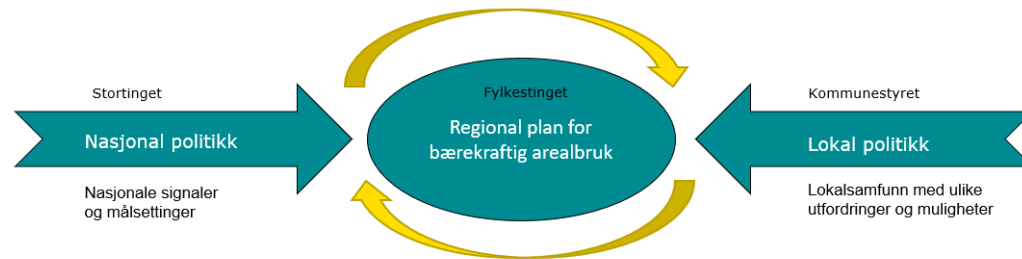 Stortinget
Nasjonal politikk
Nasjonale signaler
og målsettinger
Fylkestinget
Regional plan for
bærekraftig arealbruk
Kommunestyret
Lokal politikk
Lokalsamfunn med ulike
utfordringer og muligheter